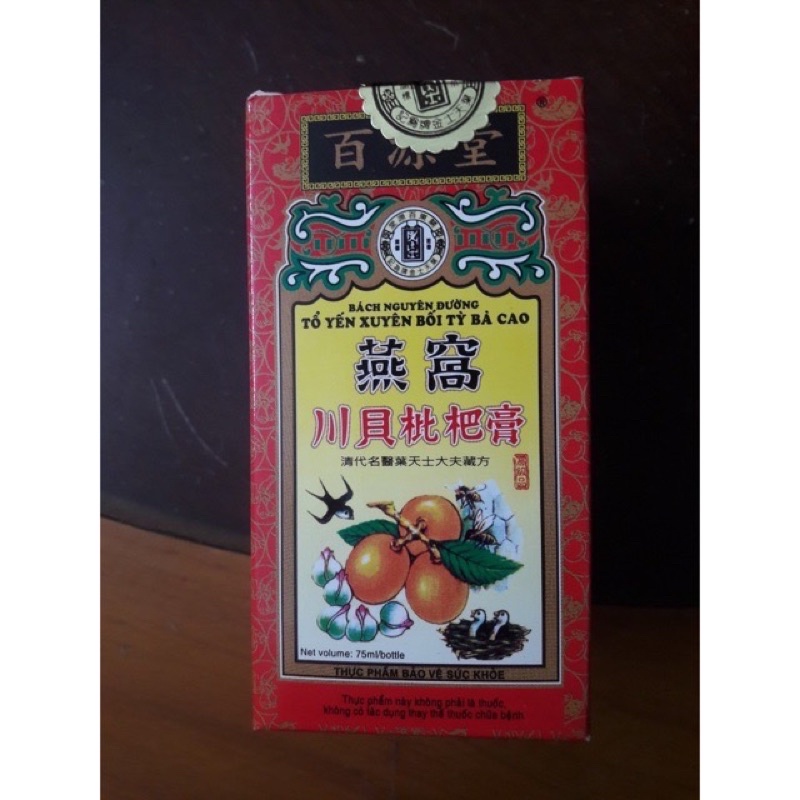 百源堂
®
BÁCH NGUYÊN ĐƯỜNG
TỔ YẾN XUYÊN BỐI TỲ BÀ CAO
燕窩
川貝枇杷膏
清代名醫葉天士大夫藏方
Net volume: 75ml/bottle
THỰC PHẨM BẢO VỆ SỨC KHỎE
Thực phẩm này không phải là thuốc,
không có tác dụng thay thế thuốc chữa bệnh